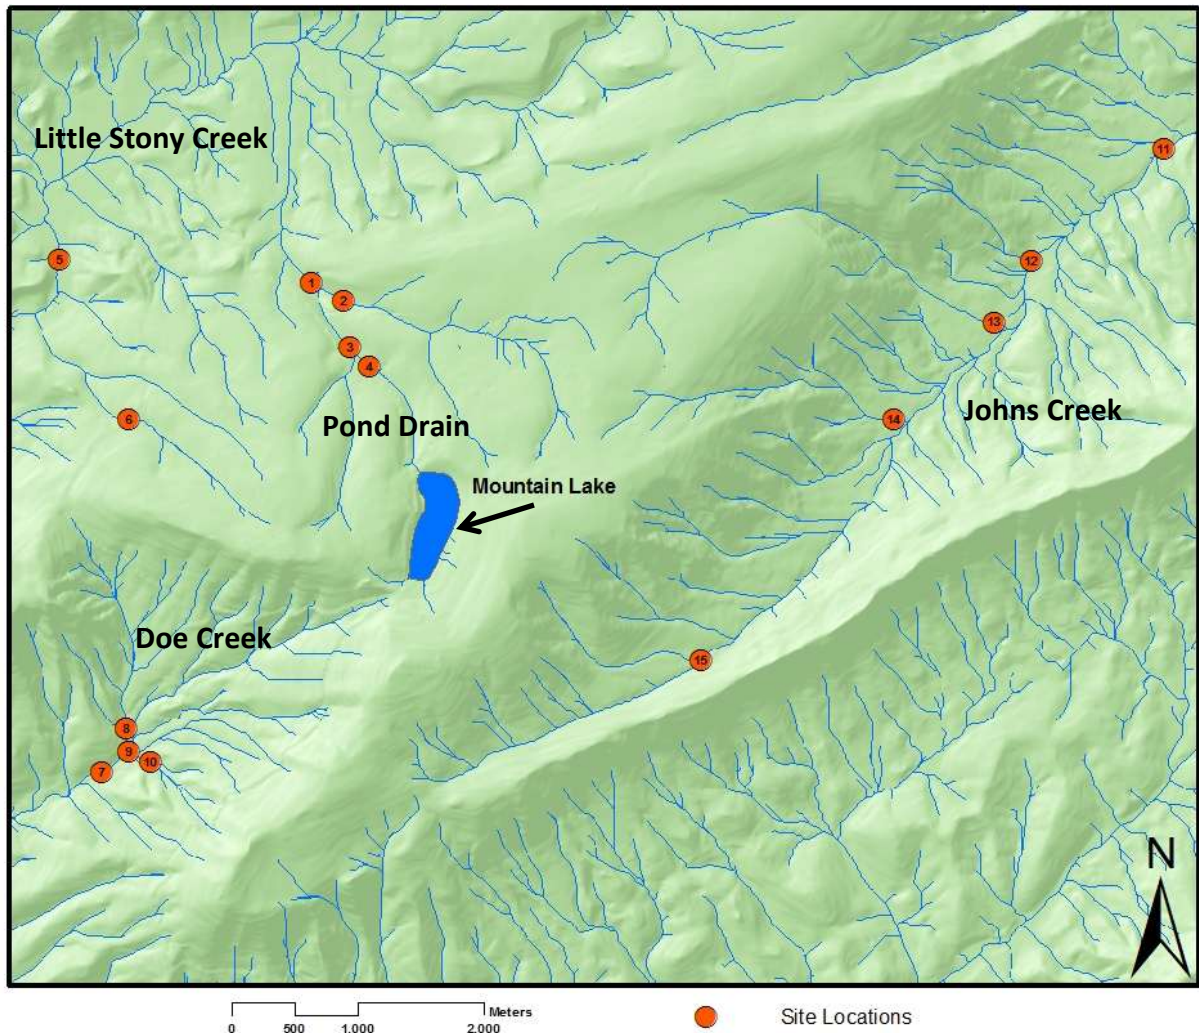 Little Stony Creek
11
5
12
1
2
13
3
4
6
Pond Drain
14
Johns Creek
Mountain Lake
Doe Creek
15
8
9
10
7
N
Meters
0 500 1.000 2.000
Site Locations